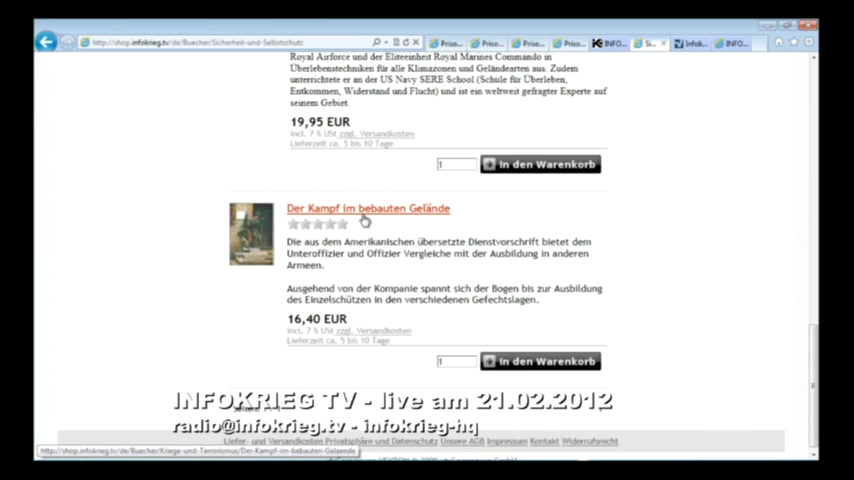 http://shop.infokrieg.tv/de/Buecher/Sicherheit-und-Selbstschutz
Priso...
Priso...
Priso...
Priso...
INFO...
Si...
Infok...
INFO...
Royal Airforce und der Eliteeinheit Royal Marines Commando in
Überlebenstechniken für alle Klimazonen und Geländearten aus. Zudem
unterrichtete er an der US Navy SERE School (Schule für Überleben,
Entkommen, Widerstand und Flucht) und ist ein weltweit gefragter Experte auf
seinem Gebiet.
19,95 EUR
incl. 7 % USt zzgl. Versandkosten
Lieferzeit ca. 5 bis 10 Tage
1
In den Warenkorb
Der Kampf im bebauten Gelände
Die aus dem Amerikanischen übersetzte Dienstvorschrift bietet dem
Unteroffizier und Offizier Vergleiche mit der Ausbildung in anderen
Armeen.
Ausgehend von der Kompanie spannt sich der Bogen bis zur Ausbildung
des Einzelschützen in den verschiedenen Gefechtslagen.
16,40 EUR
incl. 7 % USt zzgl. Versandkosten
Lieferzeit ca. 5 bis 10 Tage
1
In den Warenkorb
INFOKRIEG TV - live am 21.02.2012
radio@infokrieg.tv - infokrieg-hq
Liefer- und Versandkosten Privatsphäre und Datenschutz Unsere AGB Impressum Kontakt Widerrufsrecht
http://shop.infokrieg.tv/de/Buecher/Kriege-und-Terrorismus/Der-Kampf-im-bebauten-Gelaende